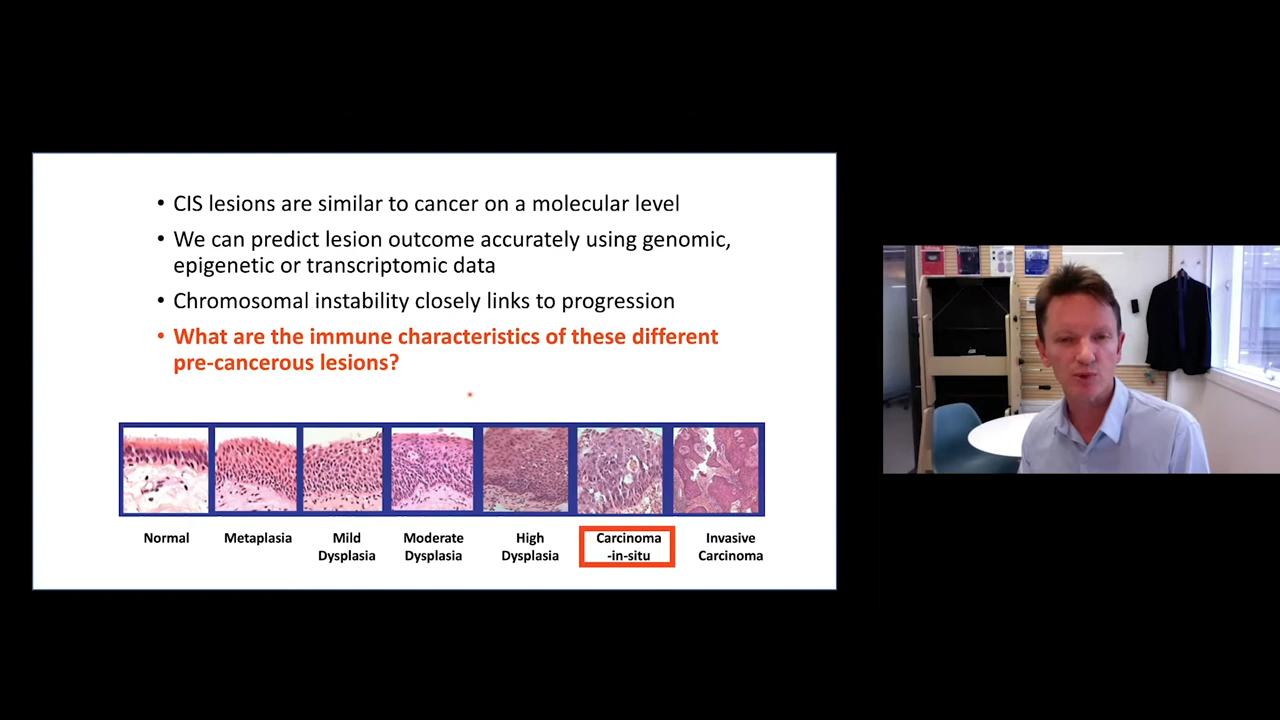 • CIS lesions are similar to cancer on a molecular level
• We can predict lesion outcome accurately using genomic,
epigenetic or transcriptomic data
• Chromosomal instability closely links to progression
• What are the immune characteristics of these different
pre-cancerous lesions?
Normal
Metaplasia
Mild
Dysplasia
Moderate
Dysplasia
High
Dysplasia
Carcinoma
-in-situ
Invasive
Carcinoma